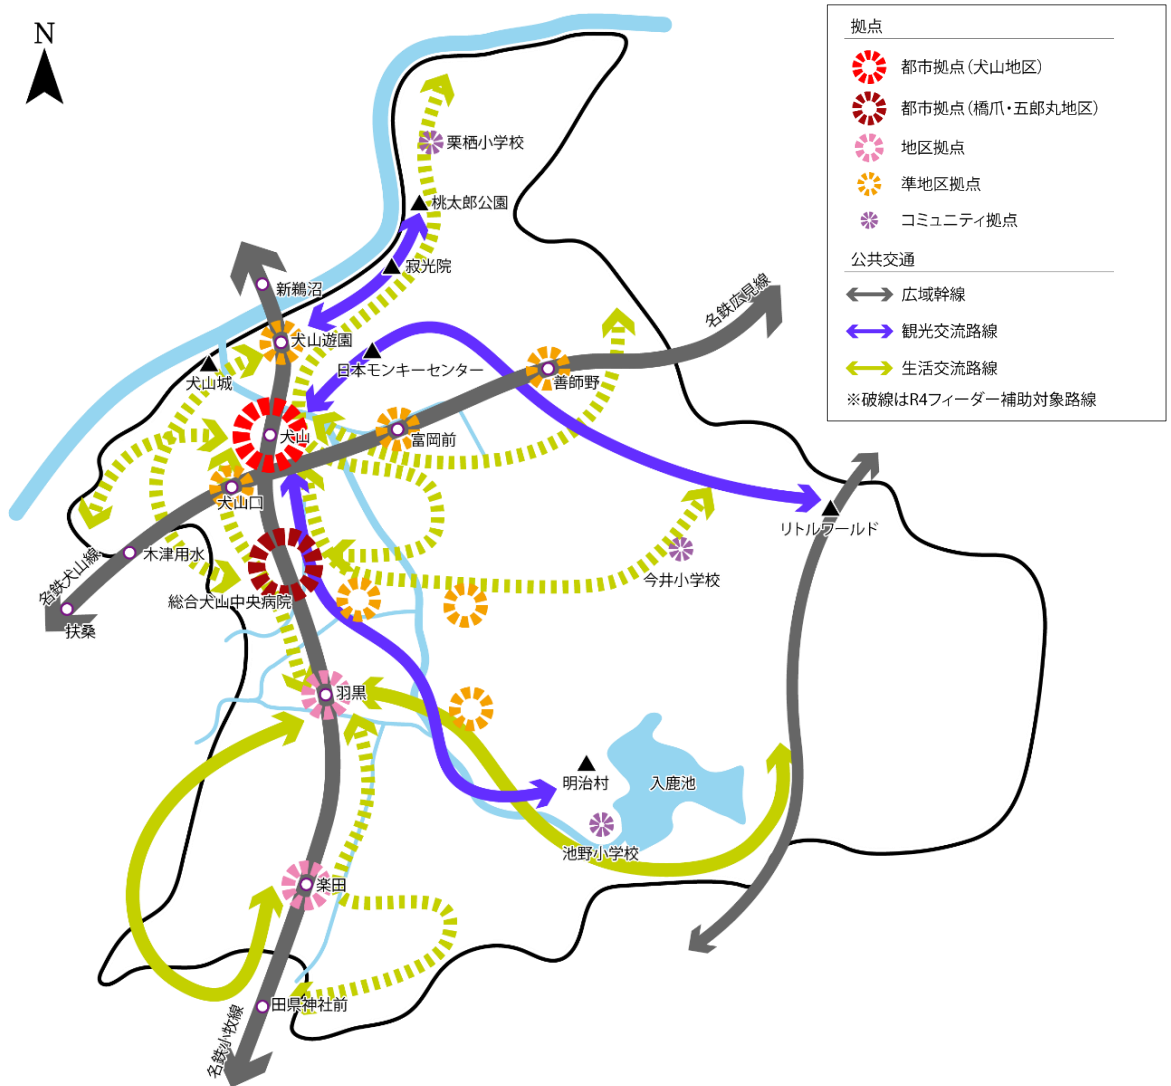 N
拠点
都市拠点(犬山地区)
都市拠点(橋爪・五郎丸地区)
地区拠点
準地区拠点
コミュニティ拠点
公共交通
広域幹線
観光交流路線
生活交流路線
※破線はR4フィーダー補助対象路線
栗栖小学校
桃太郎公園
寂光院
新鵜沼
犬山遊園
名鉄広見線
日本モンキーセンター
犬山城
善師野
犬山
富岡前
犬山口
リトルワールド
木津用水
名鉄犬山線
今井小学校
総合犬山中央病院
扶桑
羽黒
明治村
入鹿池
池野小学校
楽田
田県神社前
名鉄小牧線